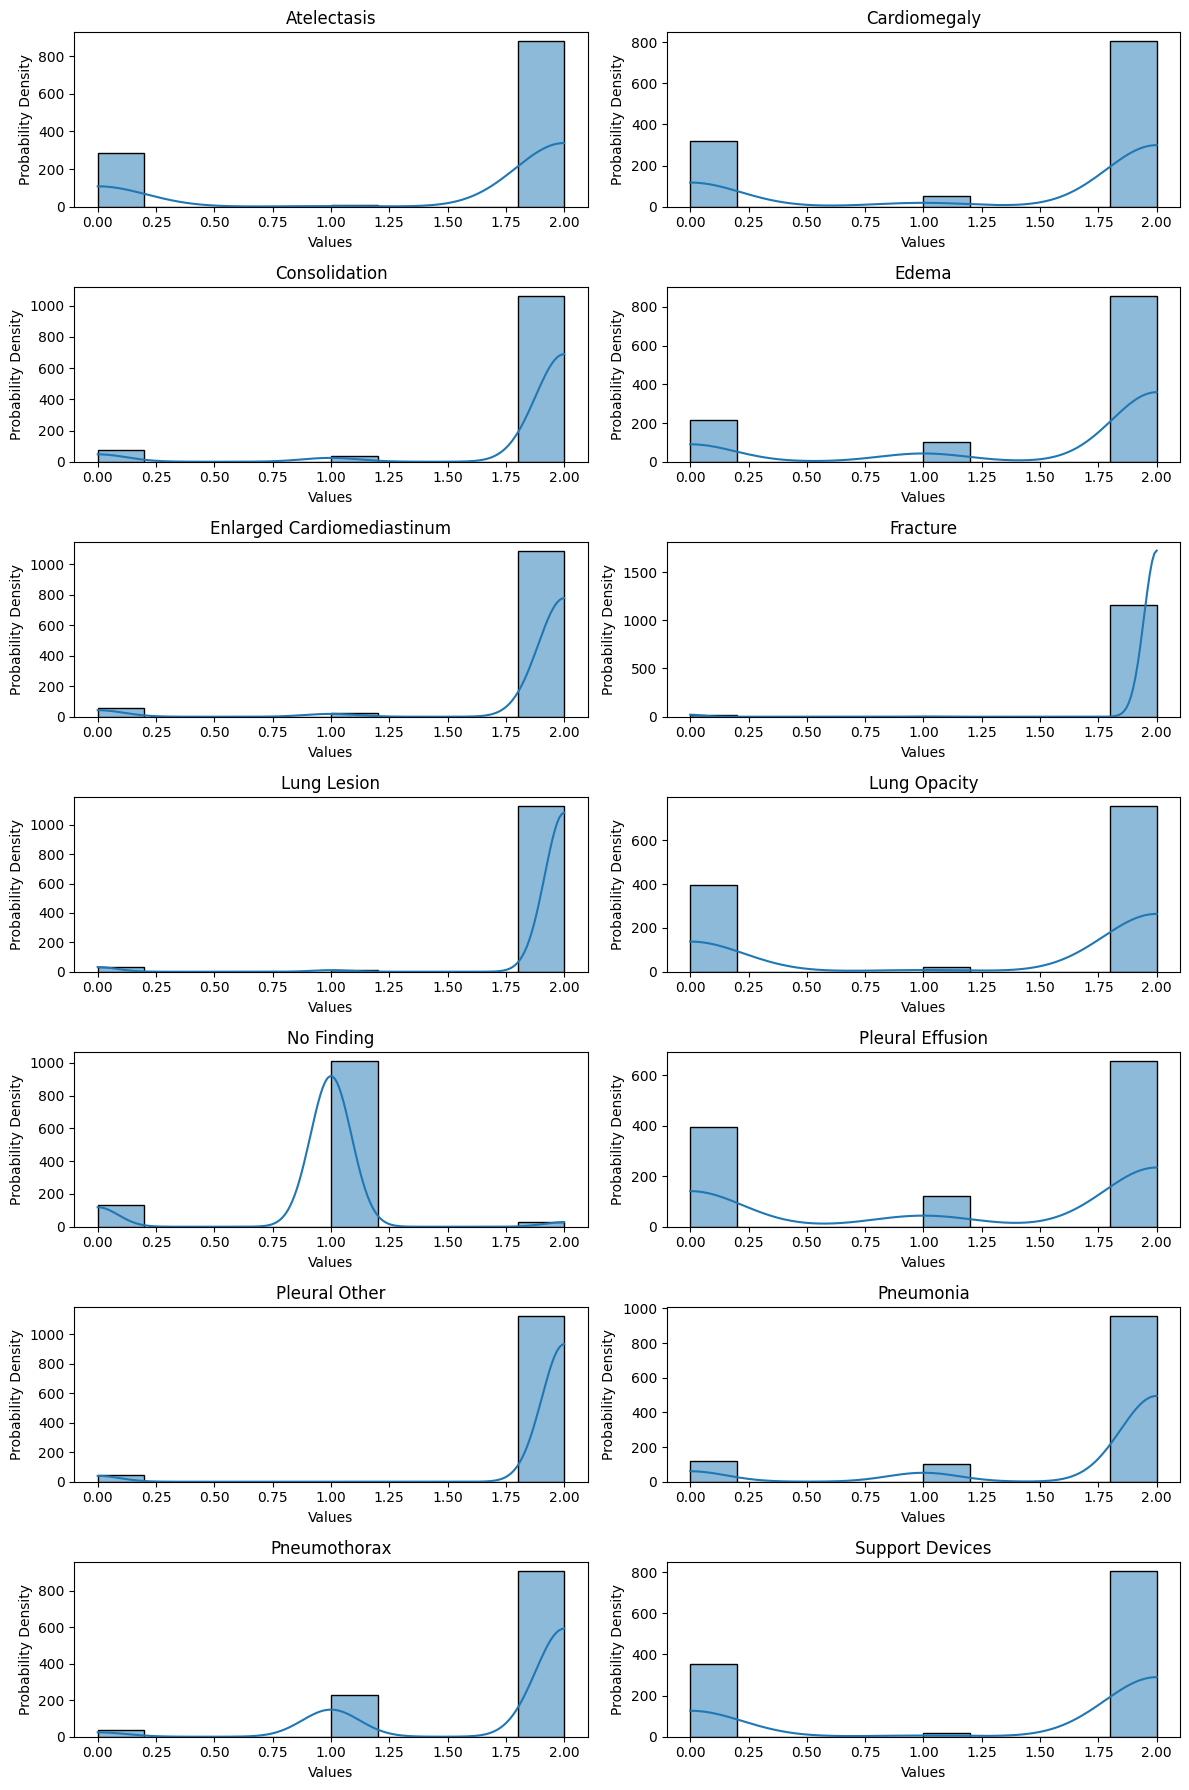 Atelectasis
Probability Density
800
600
400
200
0
0.00 0.25 0.50 0.75 1.00 1.25 1.50 1.75 2.00
Values
Cardiomegaly
Probability Density
800
600
400
200
0
0.00 0.25 0.50 0.75 1.00 1.25 1.50 1.75 2.00
Values
Consolidation
Probability Density
1000
800
600
400
200
0
0.00 0.25 0.50 0.75 1.00 1.25 1.50 1.75 2.00
Values
Edema
Probability Density
800
600
400
200
0
0.00 0.25 0.50 0.75 1.00 1.25 1.50 1.75 2.00
Values
Enlarged Cardiomediastinum
Probability Density
1000
800
600
400
200
0
0.00 0.25 0.50 0.75 1.00 1.25 1.50 1.75 2.00
Values
Fracture
Probability Density
1500
1000
500
0
0.00 0.25 0.50 0.75 1.00 1.25 1.50 1.75 2.00
Values
Lung Lesion
Probability Density
1000
800
600
400
200
0
0.00 0.25 0.50 0.75 1.00 1.25 1.50 1.75 2.00
Values
Lung Opacity
Probability Density
600
400
200
0
0.00 0.25 0.50 0.75 1.00 1.25 1.50 1.75 2.00
Values
No Finding
Probability Density
1000
800
600
400
200
0
0.00 0.25 0.50 0.75 1.00 1.25 1.50 1.75 2.00
Values
Pleural Effusion
Probability Density
600
400
200
0
0.00 0.25 0.50 0.75 1.00 1.25 1.50 1.75 2.00
Values
Pleural Other
Probability Density
1000
800
600
400
200
0
0.00 0.25 0.50 0.75 1.00 1.25 1.50 1.75 2.00
Values
Pneumonia
Probability Density
1000
800
600
400
200
0
0.00 0.25 0.50 0.75 1.00 1.25 1.50 1.75 2.00
Values
Pneumothorax
Probability Density
800
600
400
200
0
0.00 0.25 0.50 0.75 1.00 1.25 1.50 1.75 2.00
Values
Support Devices
Probability Density
800
600
400
200
0
0.00 0.25 0.50 0.75 1.00 1.25 1.50 1.75 2.00
Values